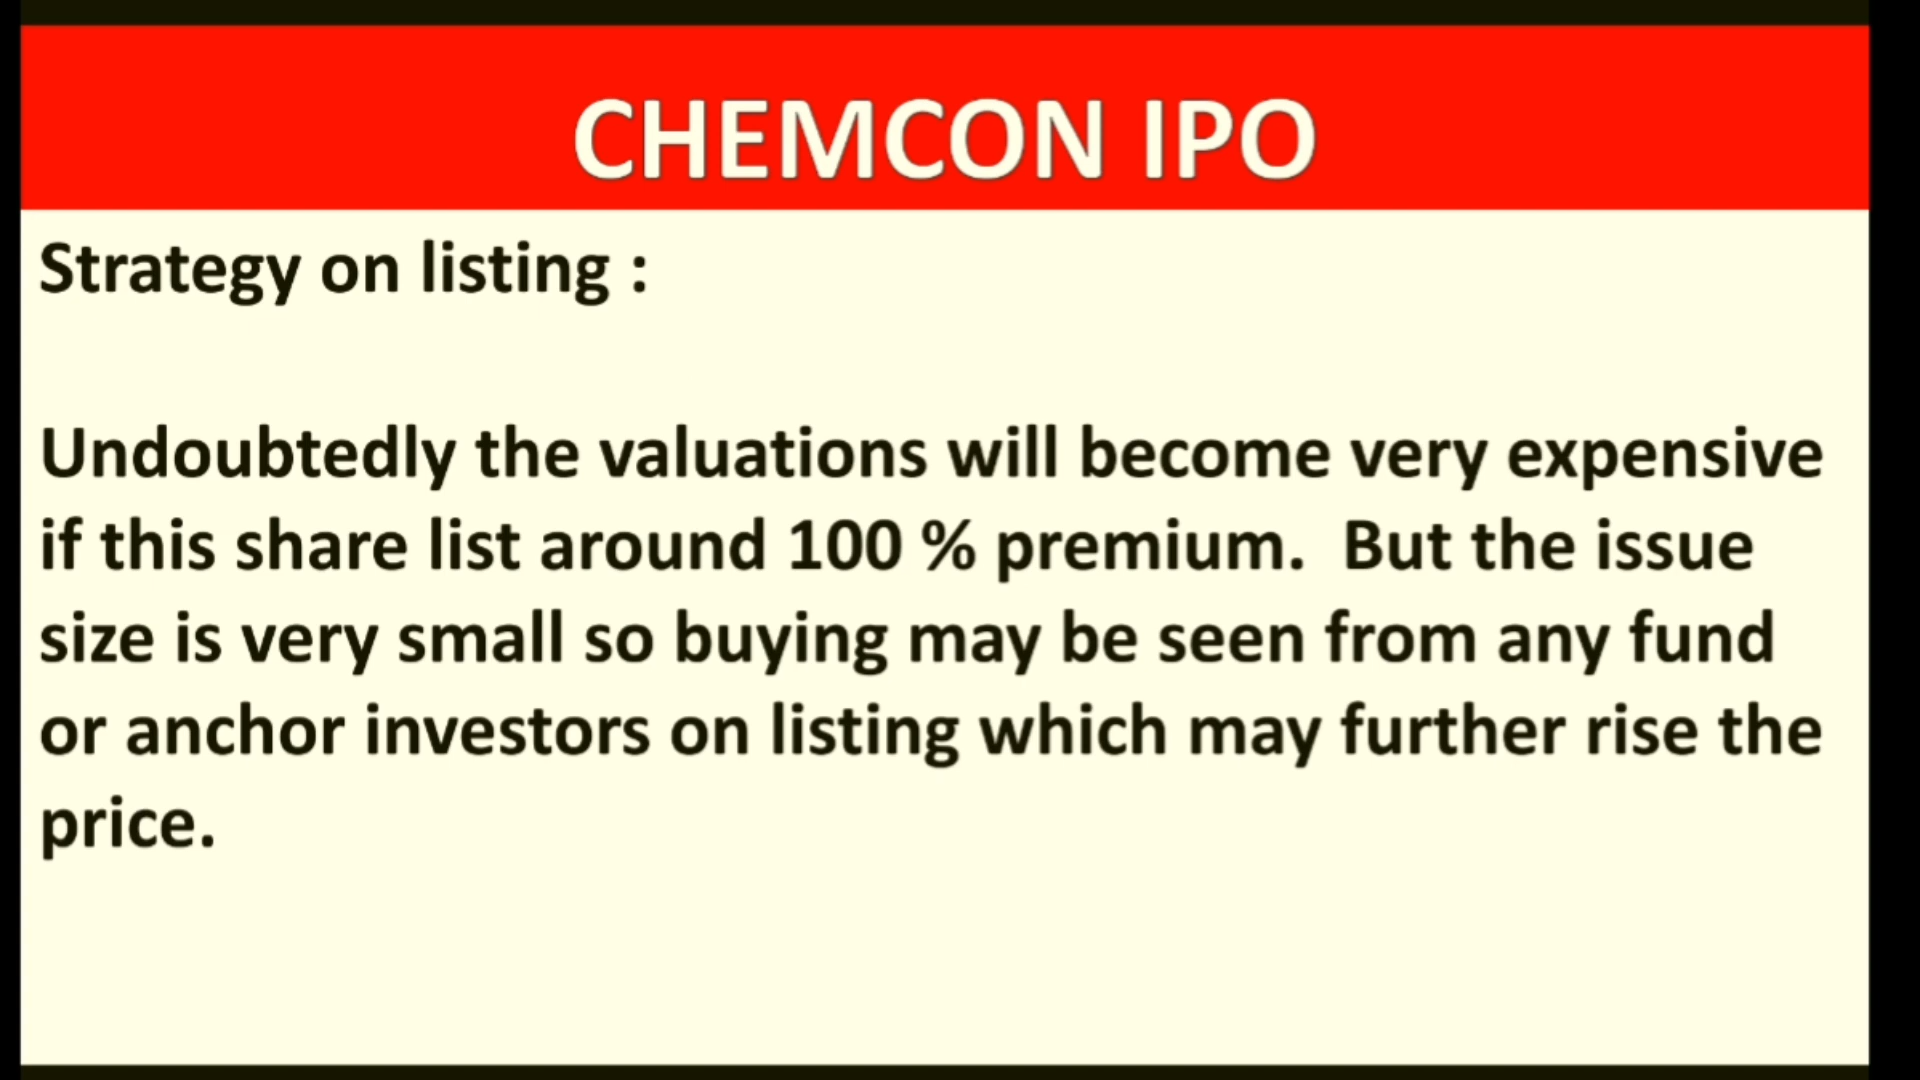 CHEMCON IPO
Strategy on listing :
Undoubtedly the valuations will become very expensive
if this share list around 100 % premium.  But the issue
size is very small so buying may be seen from any fund
or anchor investors on listing which may further rise the
price.